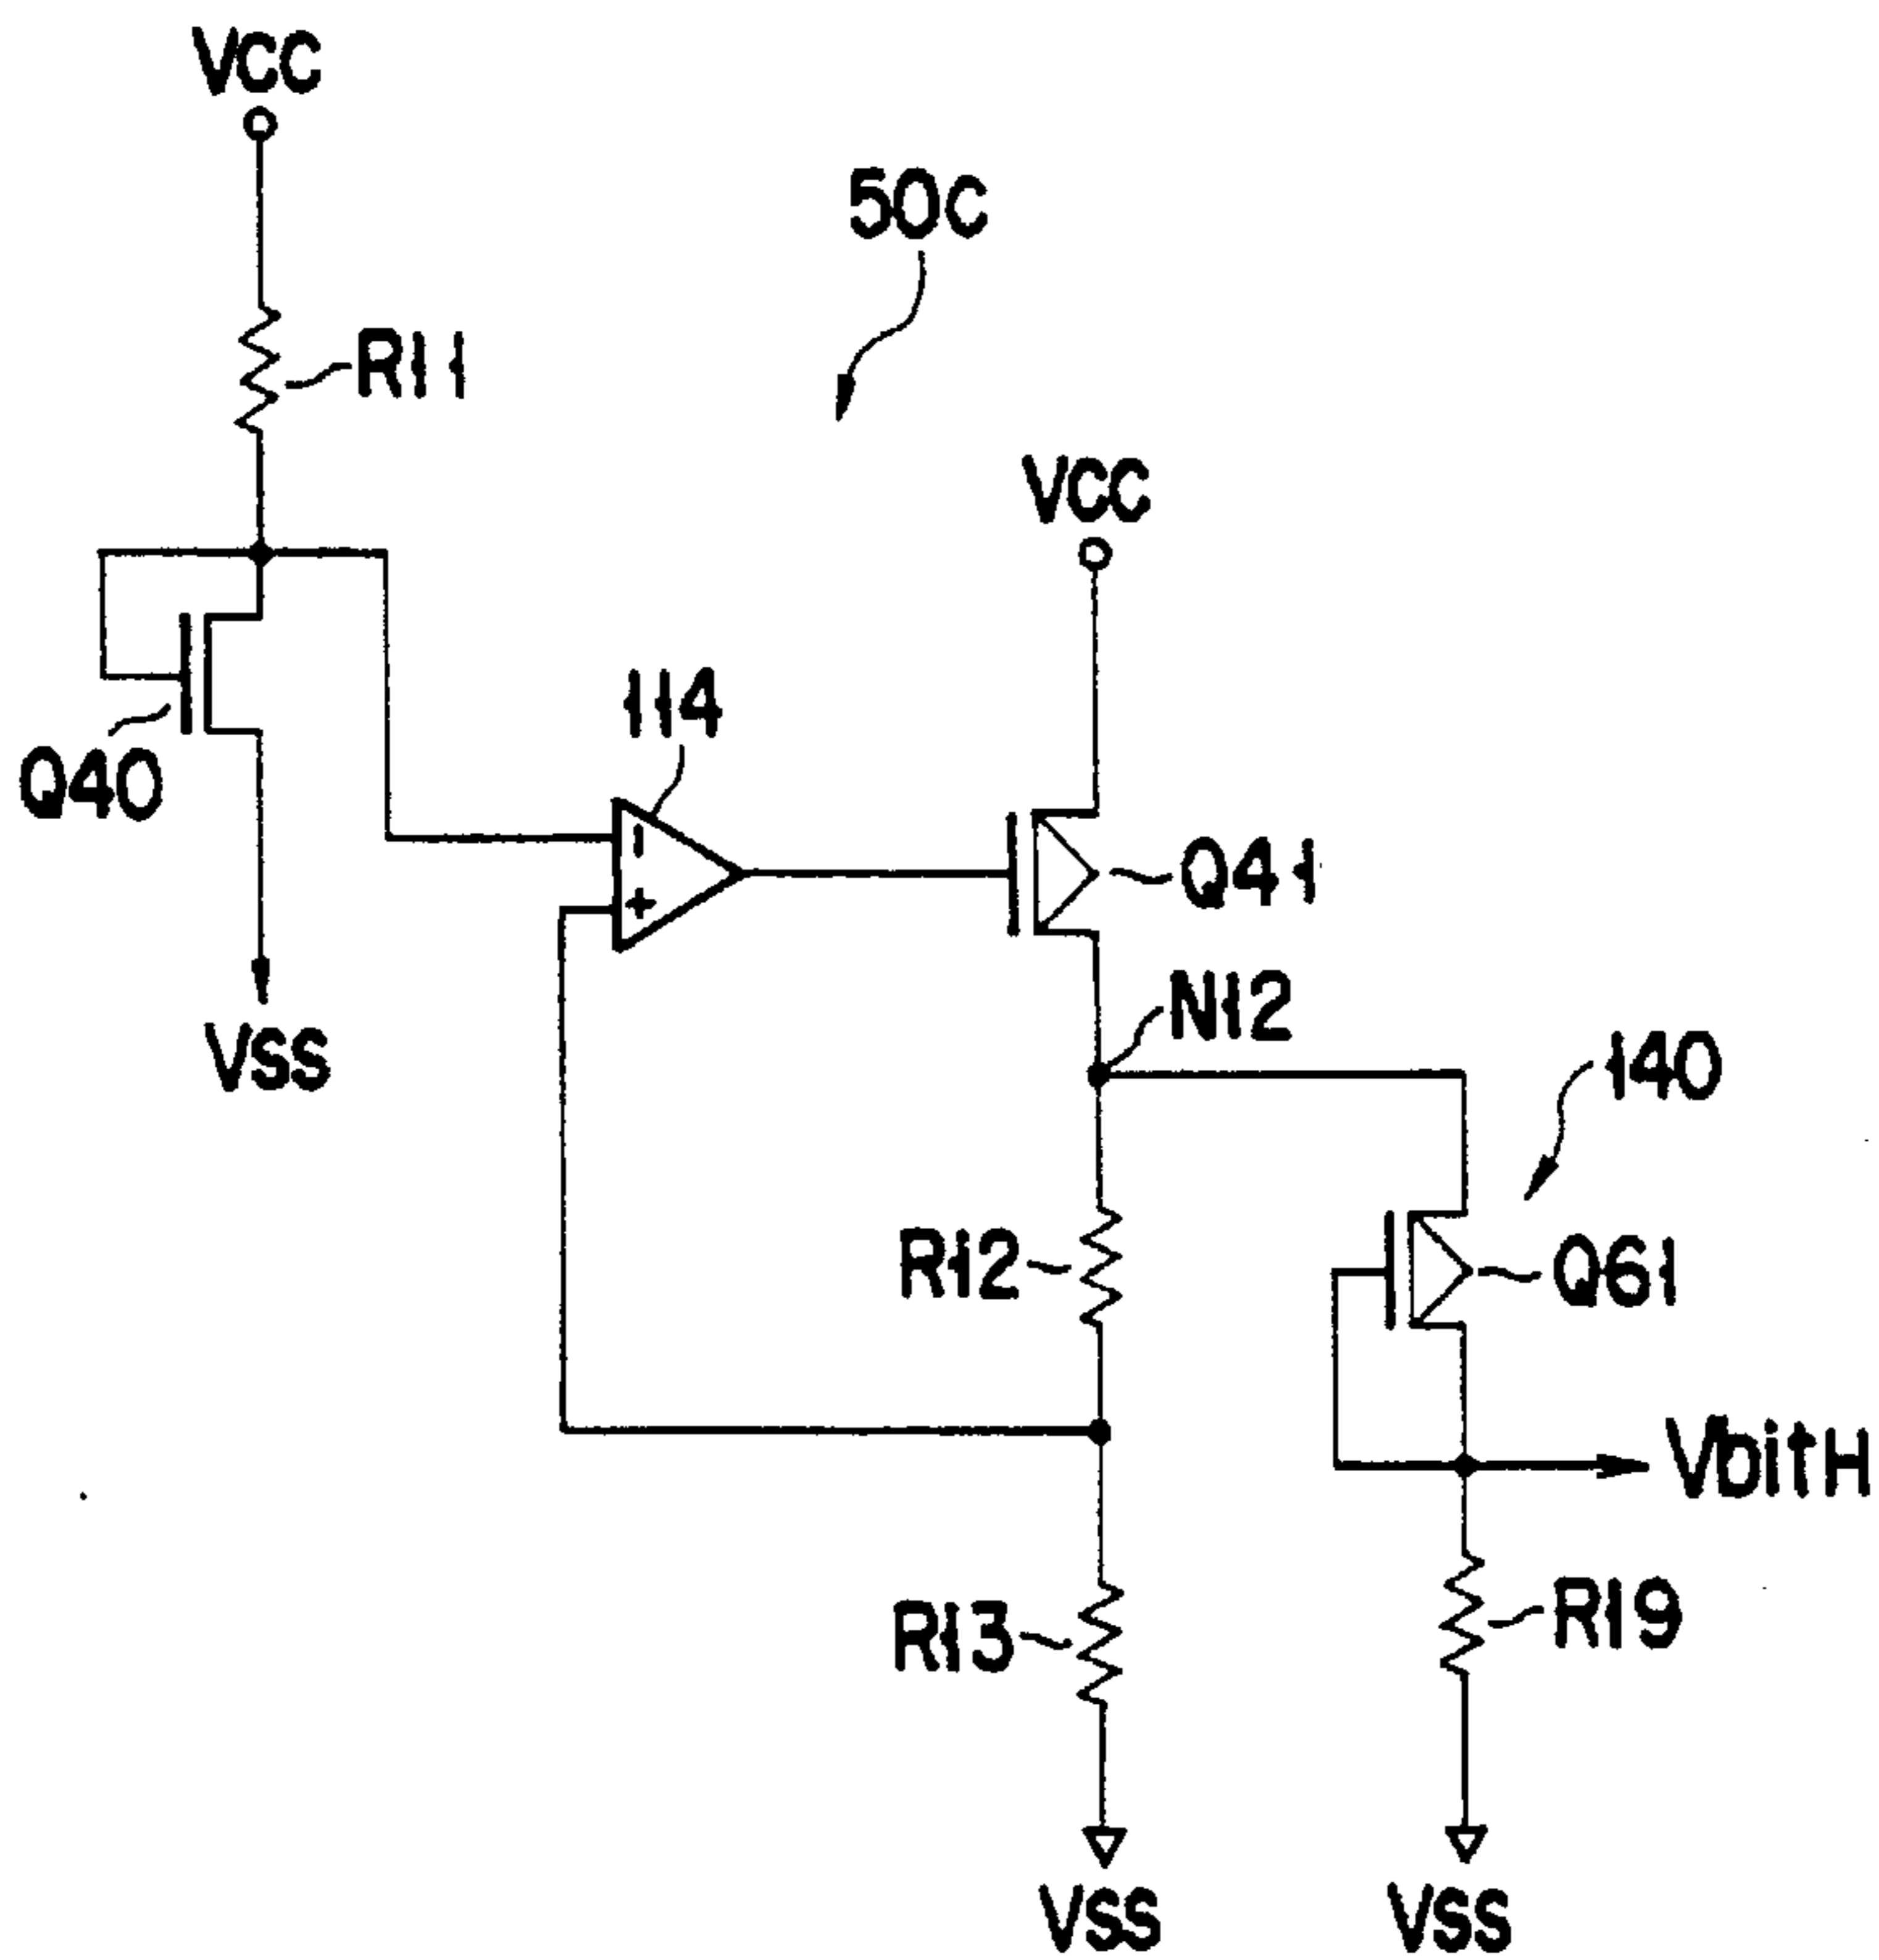 VCC
50C
R11
VCC
114
Q40
-
Q41
+
N12
VSS
140
R12
Q61
VbitH
R13
R19
VSS
VSS